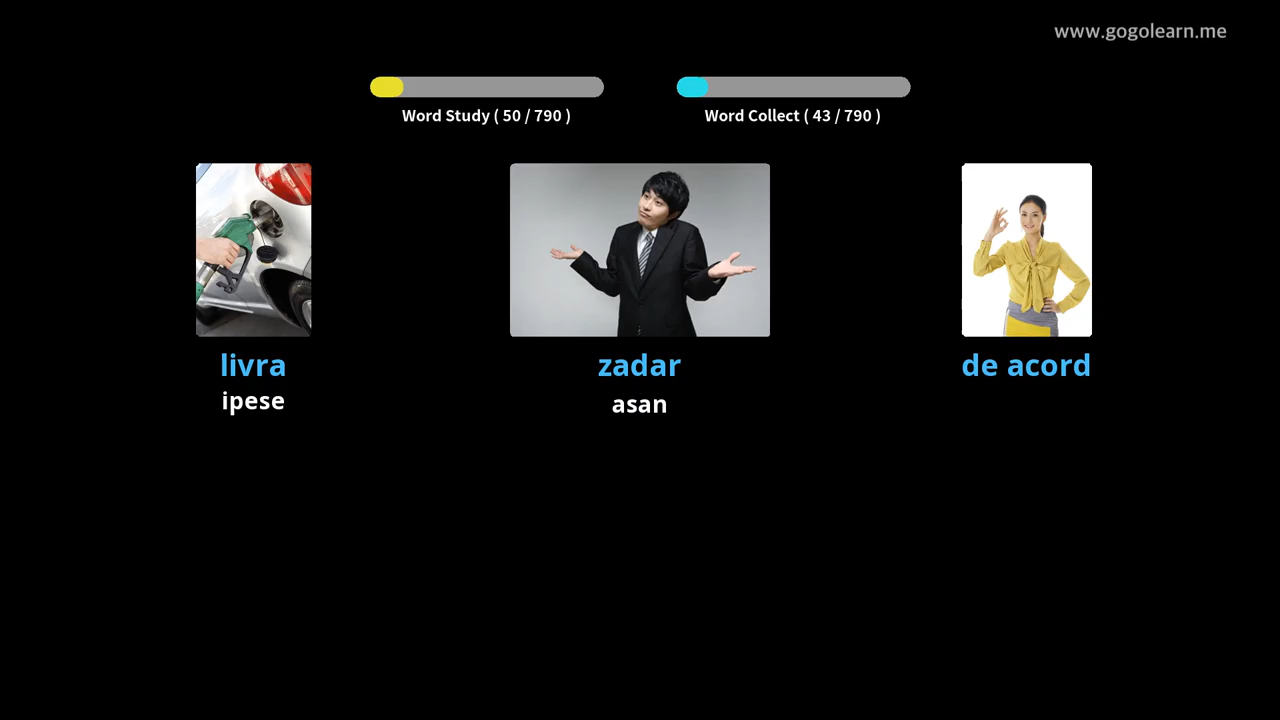 www.gogolearn.me
Word Study ( 50 / 790 )
Word Collect ( 43 / 790 )
livra
ipese
zadar
asan
de acord